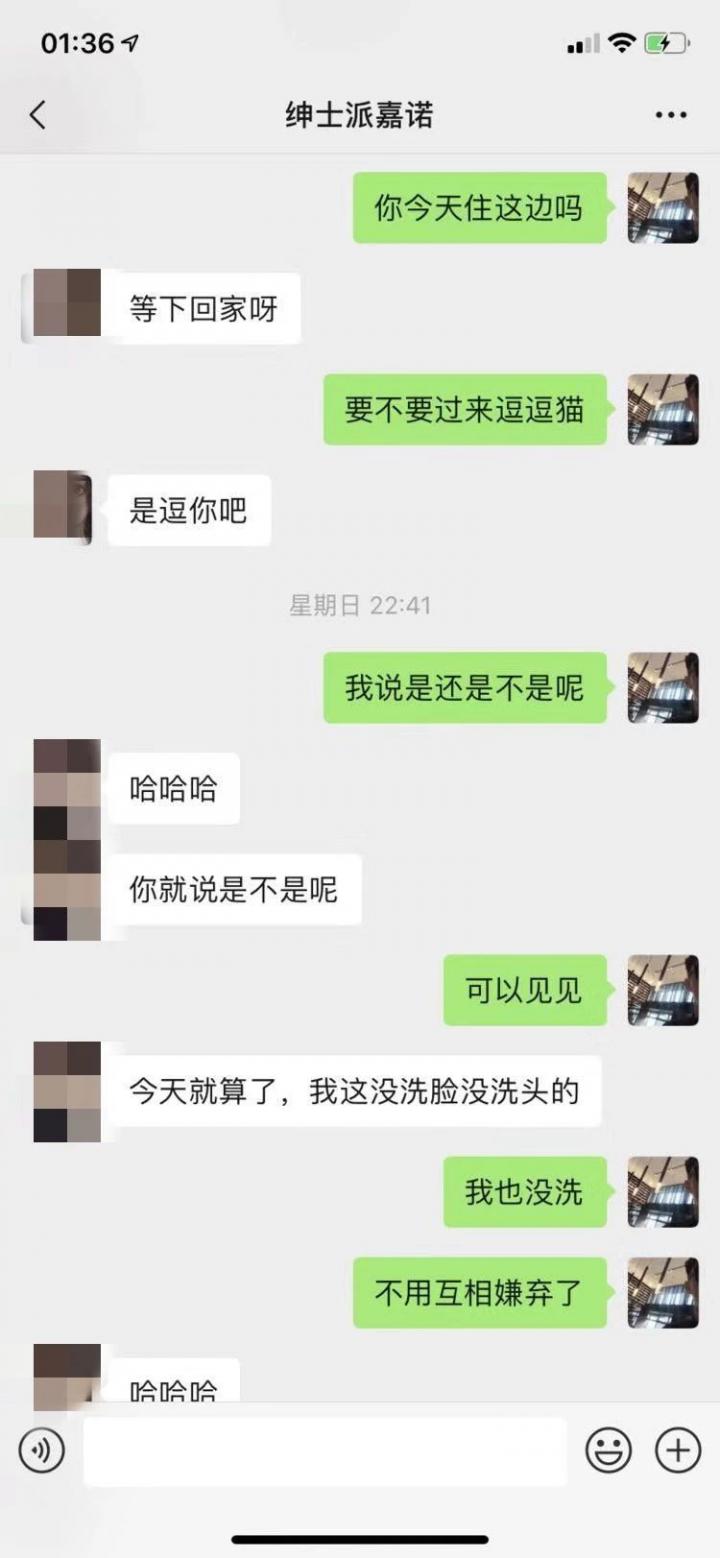 01:36
绅士派嘉诺
你今天住这边吗
等下回家呀
要不要过来逗逗猫
是逗你吧
星期日 22:41
我说是还是不是呢
哈哈哈
你就说是不是呢
可以见见
今天就算了，我这没洗脸没洗头的
我也没洗
不用互相嫌弃了
哈哈哈